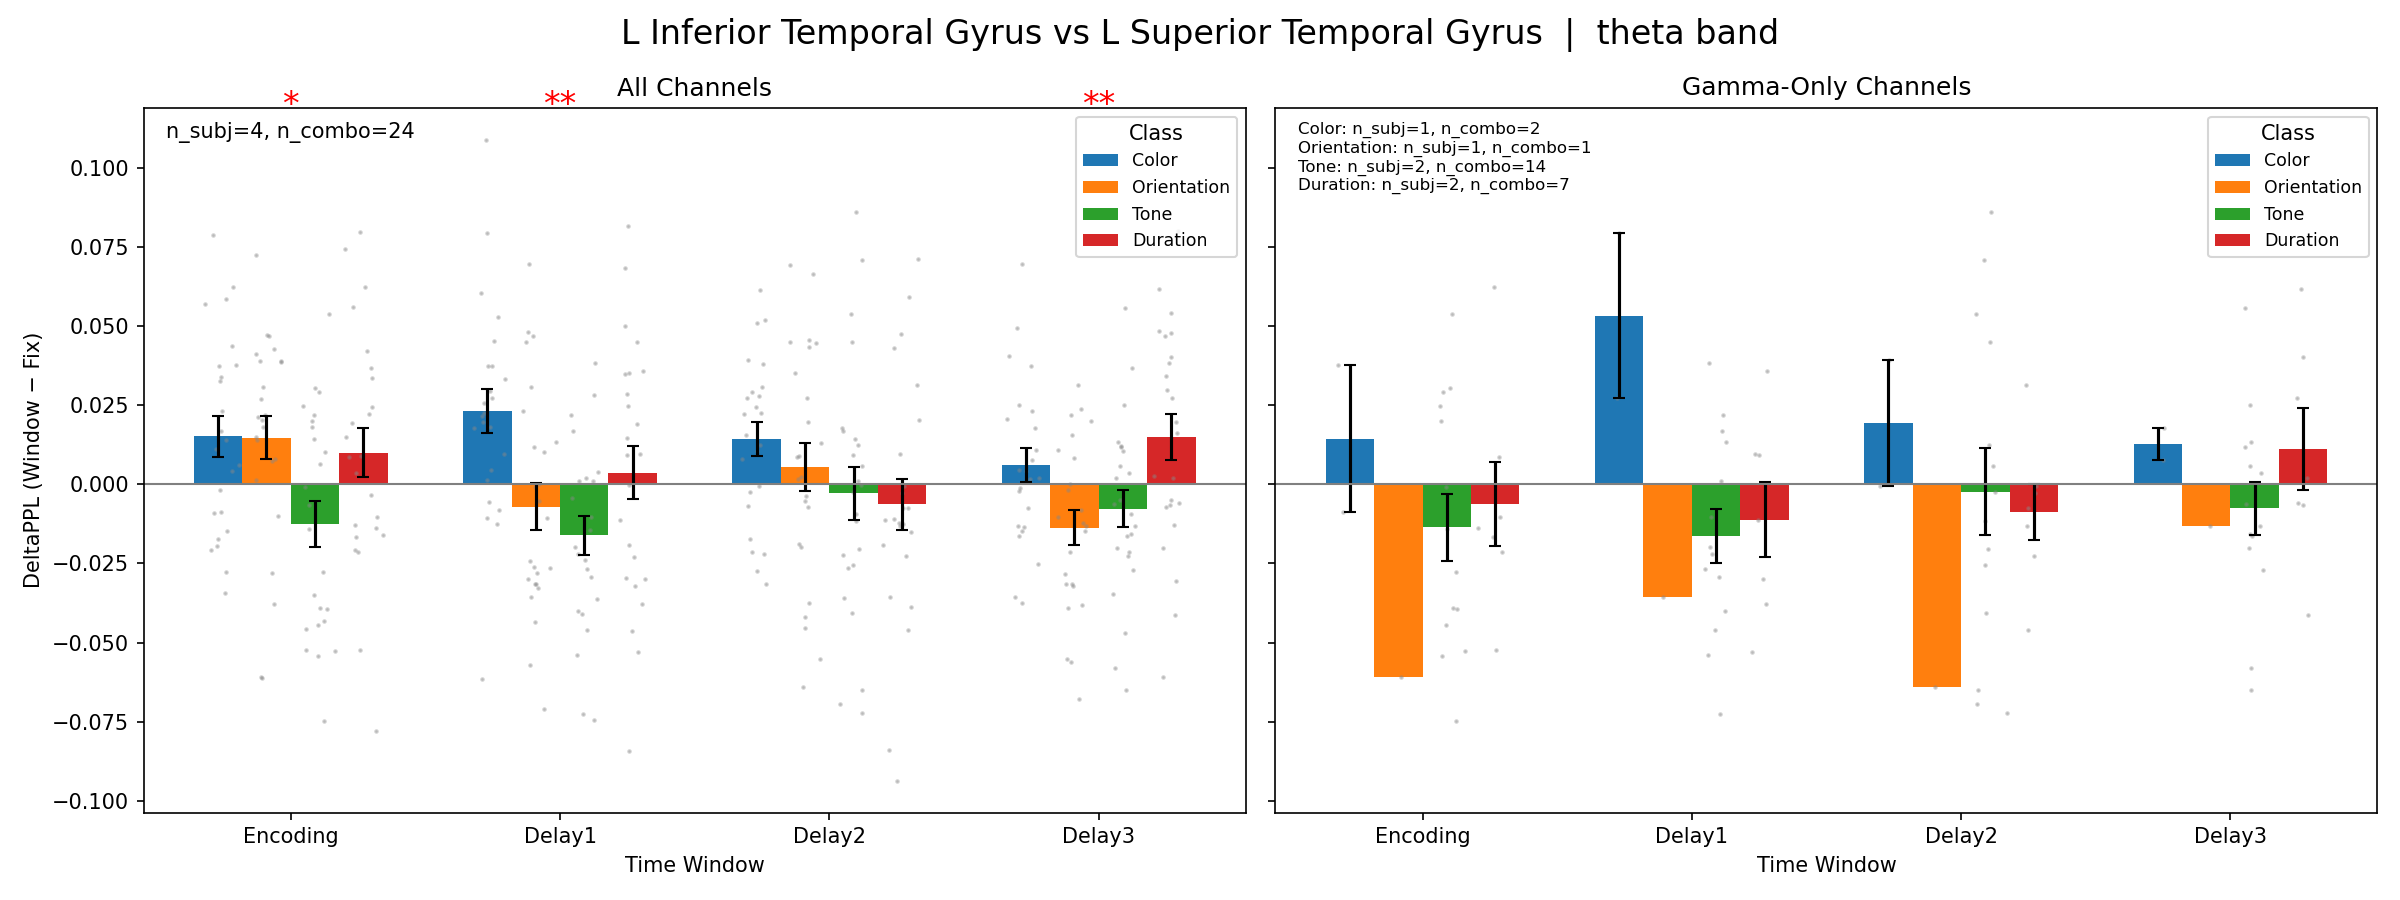 L Inferior Temporal Gyrus vs L Superior Temporal Gyrus | theta band
All Channels
* ** **
n_subj=4, n_combo=24
Class
Color
Orientation
Tone
Duration
DeltaPPL (Window − Fix)
0.100
0.075
0.050
0.025
0.000
−0.025
−0.050
−0.075
−0.100
Encoding Delay1 Delay2 Delay3
Time Window
Gamma-Only Channels
Color: n_subj=1, n_combo=2
Orientation: n_subj=1, n_combo=1
Tone: n_subj=2, n_combo=14
Duration: n_subj=2, n_combo=7
Class
Color
Orientation
Tone
Duration
Encoding Delay1 Delay2 Delay3
Time Window